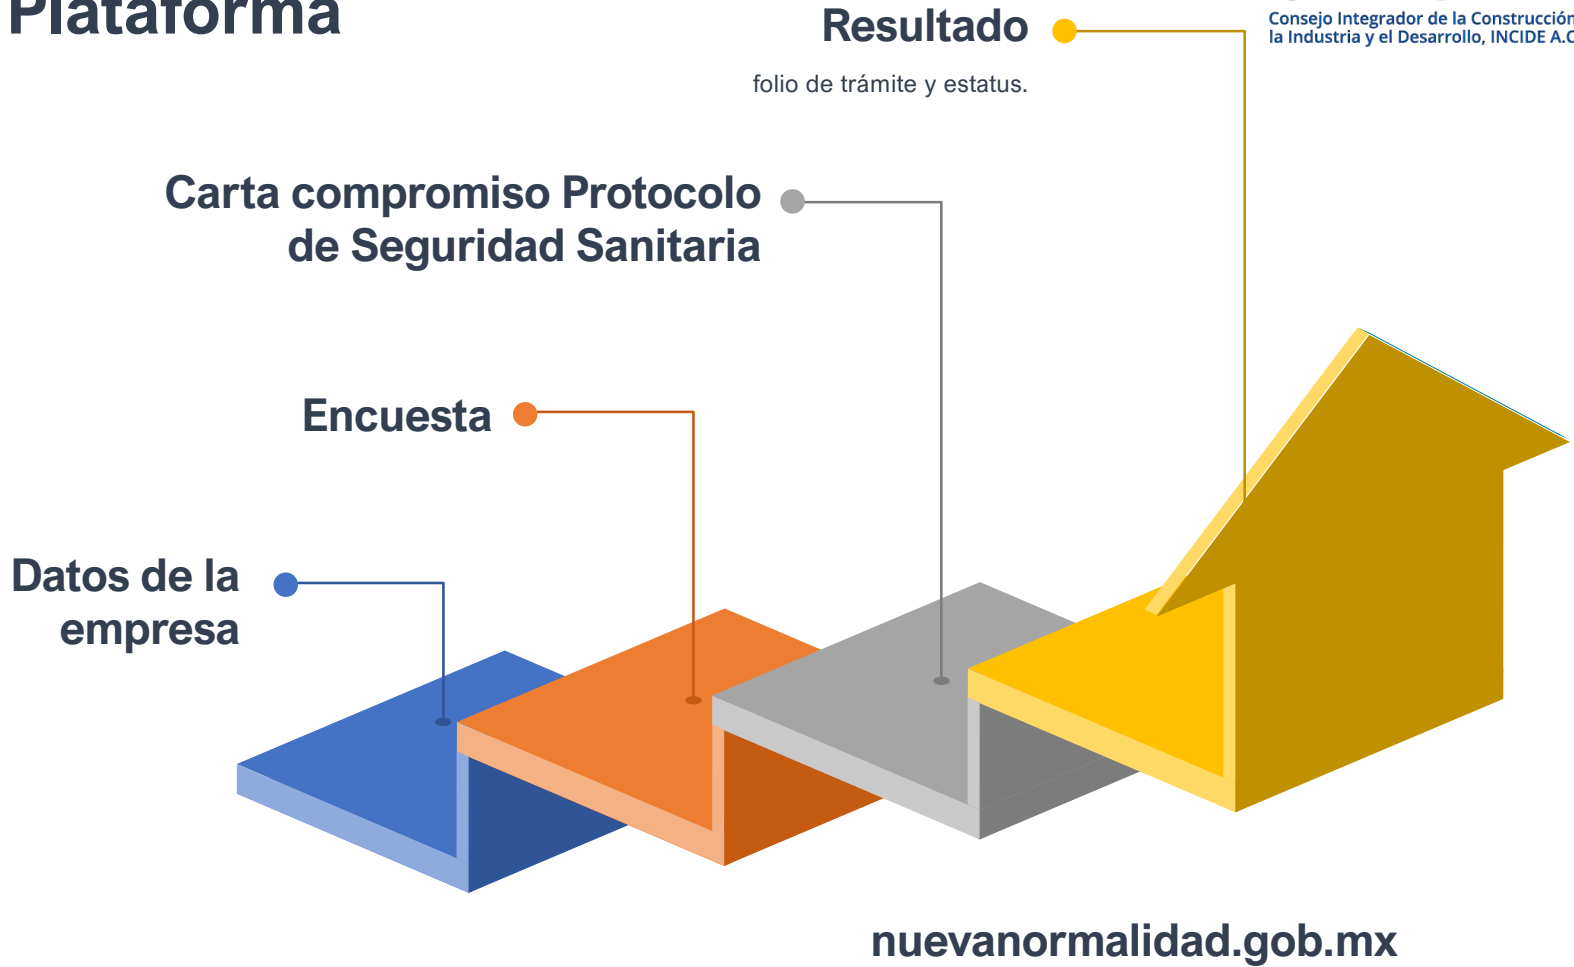 Plataforma
Consejo Integrador de la Construcción
la Industria y el Desarrollo, INCIDE A.C
Resultado
folio de trámite y estatus.
Carta compromiso Protocolo
de Seguridad Sanitaria
Encuesta
Datos de la
empresa
nuevanormalidad.gob.mx